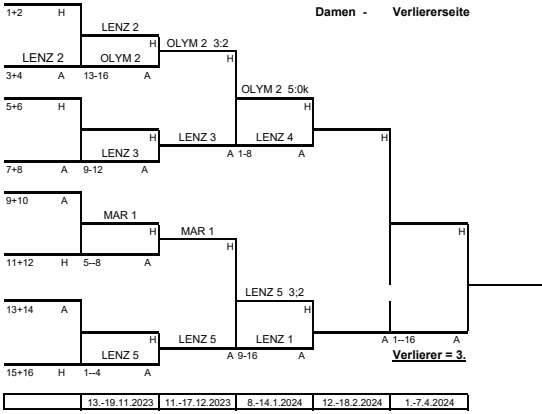 Damen - Verliererseite
1+2 H
LENZ 2
LENZ 2
H OLYM 2 3:2
OLYM 2
3+4 A 13-16 A
H
OLYM 2 5:0k
5+6 H
H
H LENZ 3 LENZ 4
H
LENZ 3
A 1-8 A
7+8 A 9-12 A
9+10 A
MAR 1
H MAR 1
H
H
11+12 H 5--8 A
LENZ 5 3;2
13+14 A
H
H LENZ 5 LENZ 1
A 1--16 A
LENZ 5
A 9-16 A
Verlierer = 3.
15+16 H 1--4 A
13.-19.11.2023 11.-17.12.2023 8.-14.1.2024 12.-18.2.2024 1.-7.4.2024